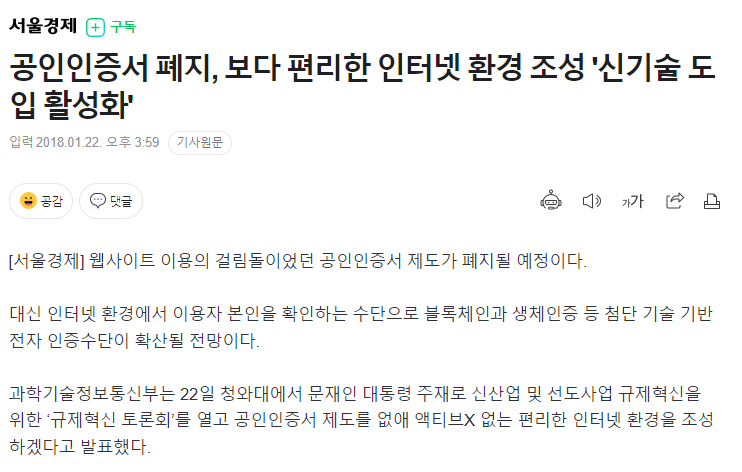 서울경제 구독
공인인증서 폐지, 보다 편리한 인터넷 환경 조성 '신기술 도
입 활성화'
입력 2018.01.22. 오후 3:59 기사원문
공감 댓글 가가
[서울경제] 웹사이트 이용의 걸림돌이었던 공인인증서 제도가 폐지될 예정이다.
대신 인터넷 환경에서 이용자 본인을 확인하는 수단으로 블록체인과 생체인증 등 첨단 기술 기반
전자 인증수단이 확산될 전망이다.
과학기술정보통신부는 22일 청와대에서 문재인 대통령 주재로 신산업 및 선도사업 규제혁신을
위한 ‘규제혁신 토론회’를 열고 공인인증서 제도를 없애 액티브X 없는 편리한 인터넷 환경을 조성
하겠다고 발표했다.